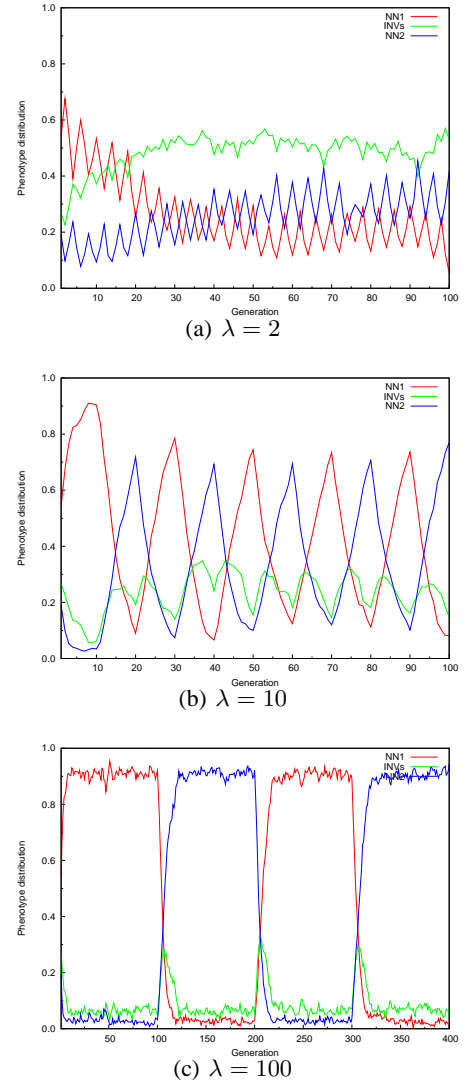 NN1
INVs
NN2
Phenotype distribution
1.0
0.8
0.6
0.4
0.2
0.0
10 20 30 40 50 60 70 80 90 100
Generation
(a) λ = 2
NN1
INVs
NN2
Phenotype distribution
1.0
0.8
0.6
0.4
0.2
0.0
10 20 30 40 50 60 70 80 90 100
Generation
(b) λ = 10
NN1
INVs
NN2
Phenotype distribution
1.0
0.8
0.6
0.4
0.2
0.0
50 100 150 200 250 300 350 400
Generation
(c) λ = 100